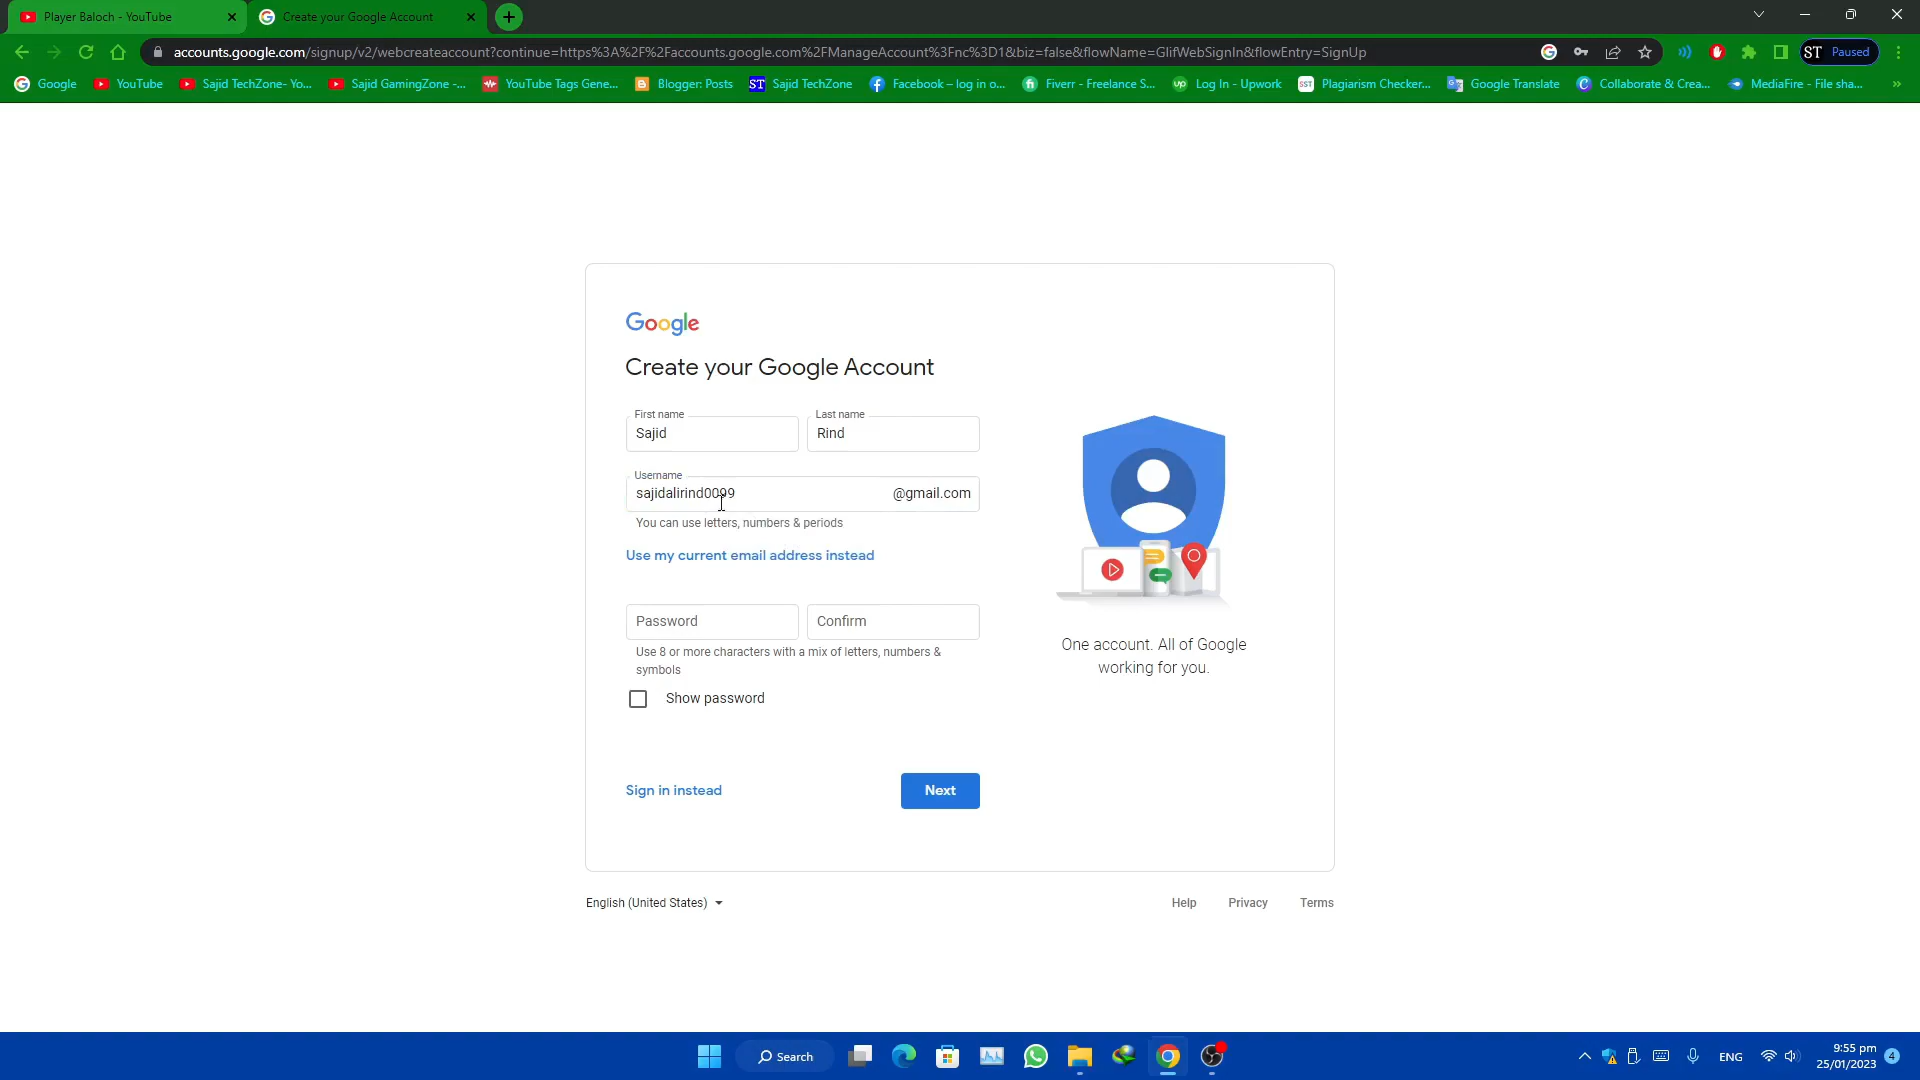 Player Baloch - YouTube
Create your Google Account
accounts.google.com/signup/v2/webcreateaccount?continue=https%3A%2F%2Faccounts.google.com%2FManageAccount%3Fnc%3D1&biz=false&flowName=GlifWebSignIn&flowEntry=SignUp
ST Paused
Google
YouTube
Sajid TechZone- Yo...
Sajid GamingZone -...
YouTube Tags Gene...
Blogger: Posts
ST Sajid TechZone
Facebook – log in o...
Fiverr - Freelance S...
Log In - Upwork
SST Plagiarism Checker...
Google Translate
Collaborate & Crea...
MediaFire - File sha...
Google
Create your Google Account
First name
Last name
Sajid
Rind
Username
sajidalirind0099
@gmail.com
You can use letters, numbers & periods
Use my current email address instead
Password
Confirm
Use 8 or more characters with a mix of letters, numbers &
symbols
Show password
One account. All of Google
working for you.
Sign in instead
Next
English (United States)
Help
Privacy
Terms
Search
ENG
9:55 pm
25/01/2023
4